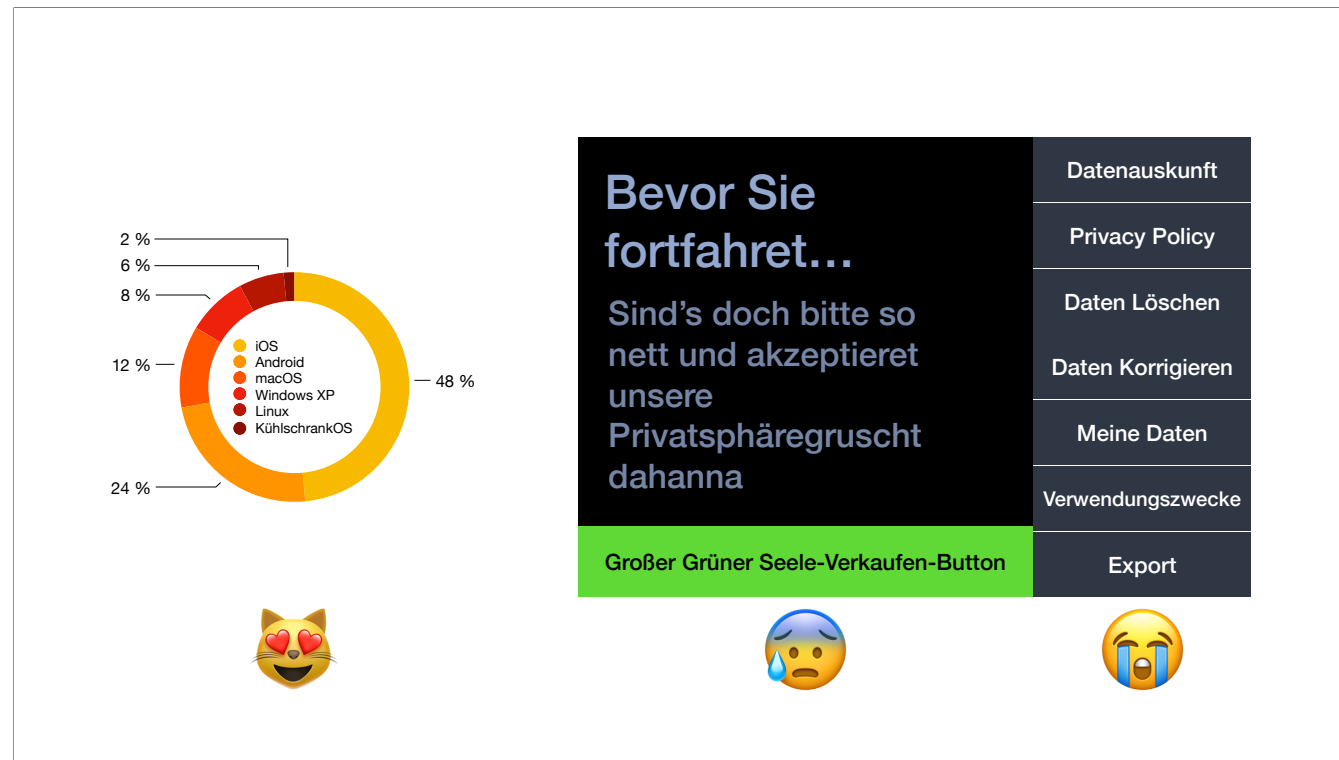 2 %
6 %
8 %
12 %
24 %
48 %
iOS
Android
macOS
Windows XP
Linux
KühlschrankOS
Bevor Sie
fortfahret…
Sind’s doch bitte so
nett und akzeptieret
unsere
Privatsphäregruscht
dahanna
Großer Grüner Seele-Verkaufen-Button
Datenauskunft
Privacy Policy
Daten Löschen
Daten Korrigieren
Meine Daten
Verwendungszwecke
Export